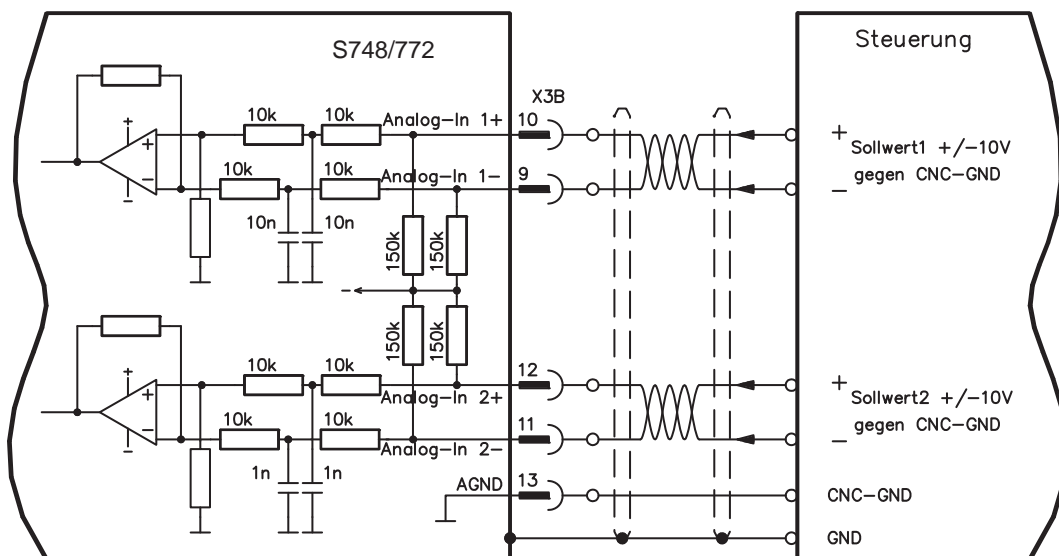 S748/772
Steuerung
X3B
+
10k
10k
Analog-In 1+
10
+
Sollwert1 +/-10V
gegen CNC-GND
+
−
−
10k
10k
Analog-In 1-
9
−
10n
10n
150k
150k
−
150k
150k
10k
10k
12
+
Analog-In 2+
+
Sollwert2 +/-10V
gegen CNC-GND
+
−
−
10k
10k
11
−
Analog-In 2-
1n
1n
AGND
13
CNC-GND
GND